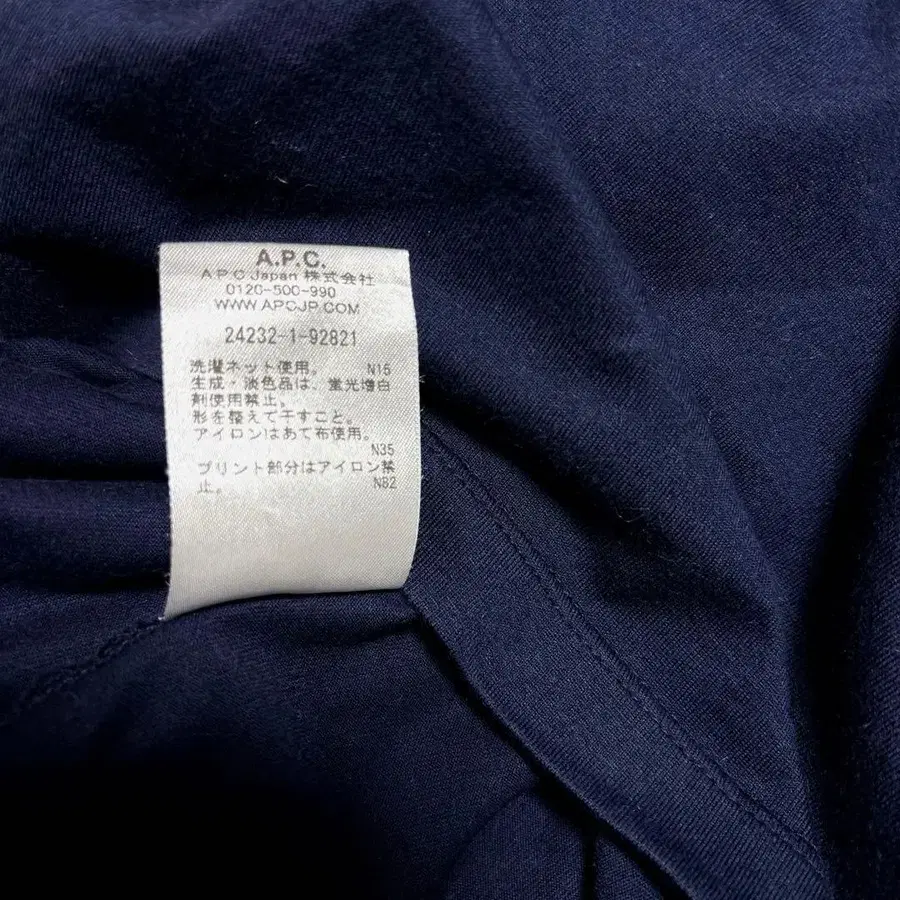 A.P.C.
A.P.C Japan 株式会社
0120-500-990
WWW.APCJP.COM
24232-1-92821
洗濯ネット使用。 N15
生成・淡色品は、蛍光増白
剤使用禁止。
形を整えて干すこと。
アイロンはあて布使用。
N35
プリント部分はアイロン禁
止。 N82